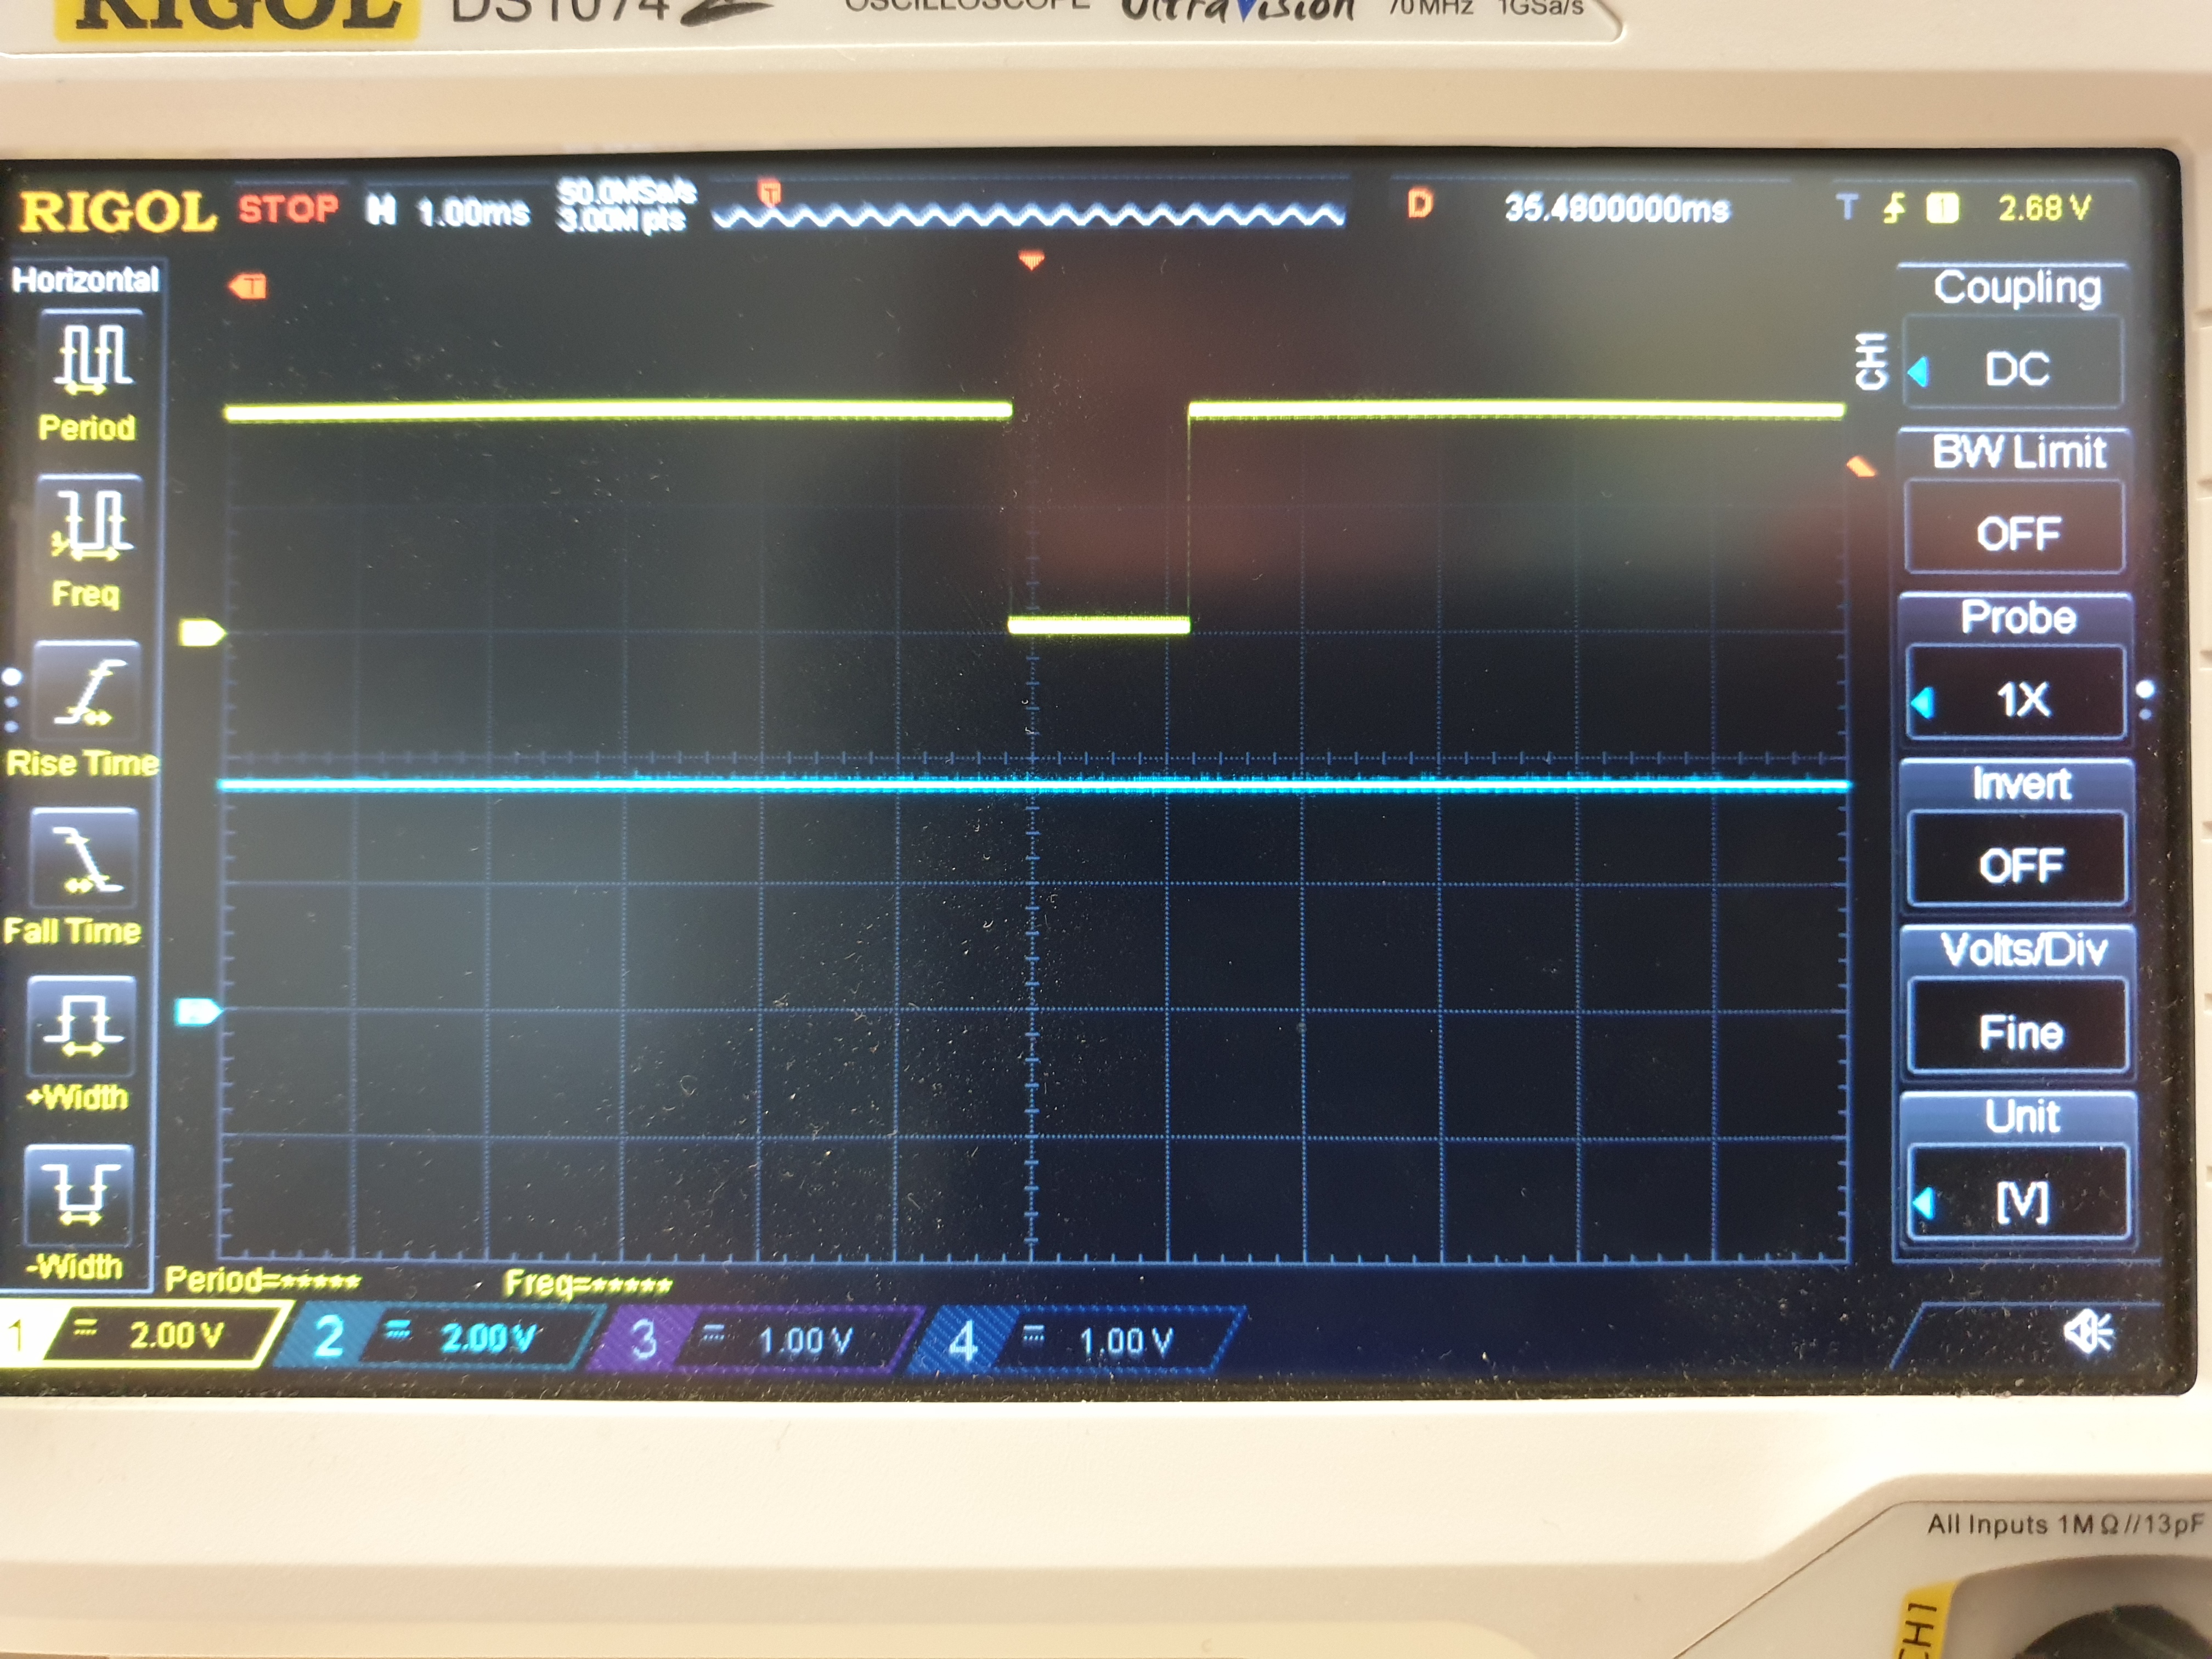 RIGOL DS1074Z OSCILLOSCOPE UltraVision 70MHz 1GSa/s
RIGOL STOP H 1.00ms 50.0MSa/s 3.00M pts T D 35.4800000ms T 1 2.68 V
Horizontal
Period
Freq
Rise Time
Fall Time
+Width
-Width
T
CH1
Coupling
DC
BW Limit
OFF
Probe
1X
Invert
OFF
Volts/Div
Fine
Unit
[V]
Period=***** Freq=*****
1 2.00 V 2 2.00 V 3 1.00 V 4 1.00 V
All Inputs 1MΩ//13pF
CH1